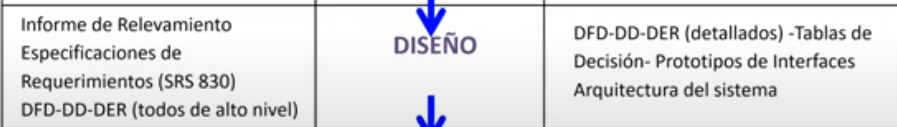 Informe de Relevamiento
Especificaciones de
Requerimientos (SRS 830)
DFD-DD-DER (todos de alto nivel)
DISEÑO
DFD-DD-DER (detallados) -Tablas de
Decisión- Prototipos de Interfaces
Arquitectura del sistema